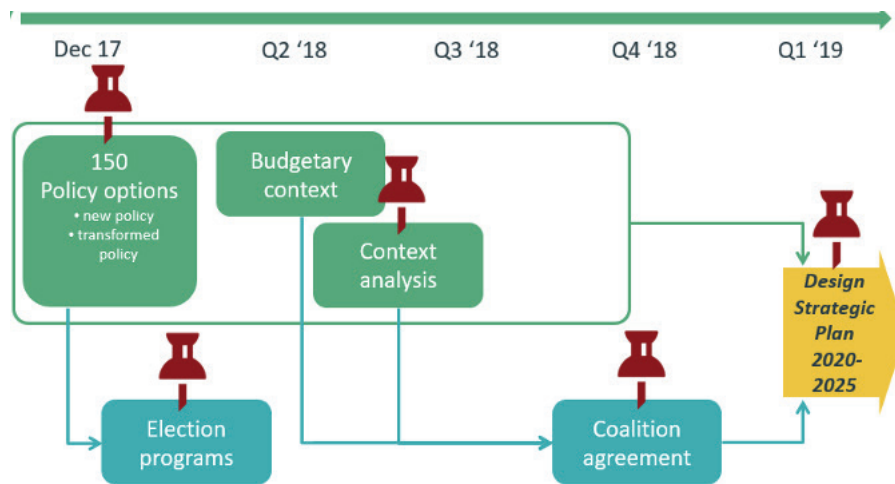 Dec 17
Q2 ‘18
Q3 ‘18
Q4 ‘18
Q1 ‘19
150
Policy options
• new policy
• transformed
policy
Budgetary
context
Context
analysis
Design
Strategic
Plan
2020-
2025
Election
programs
Coalition
agreement